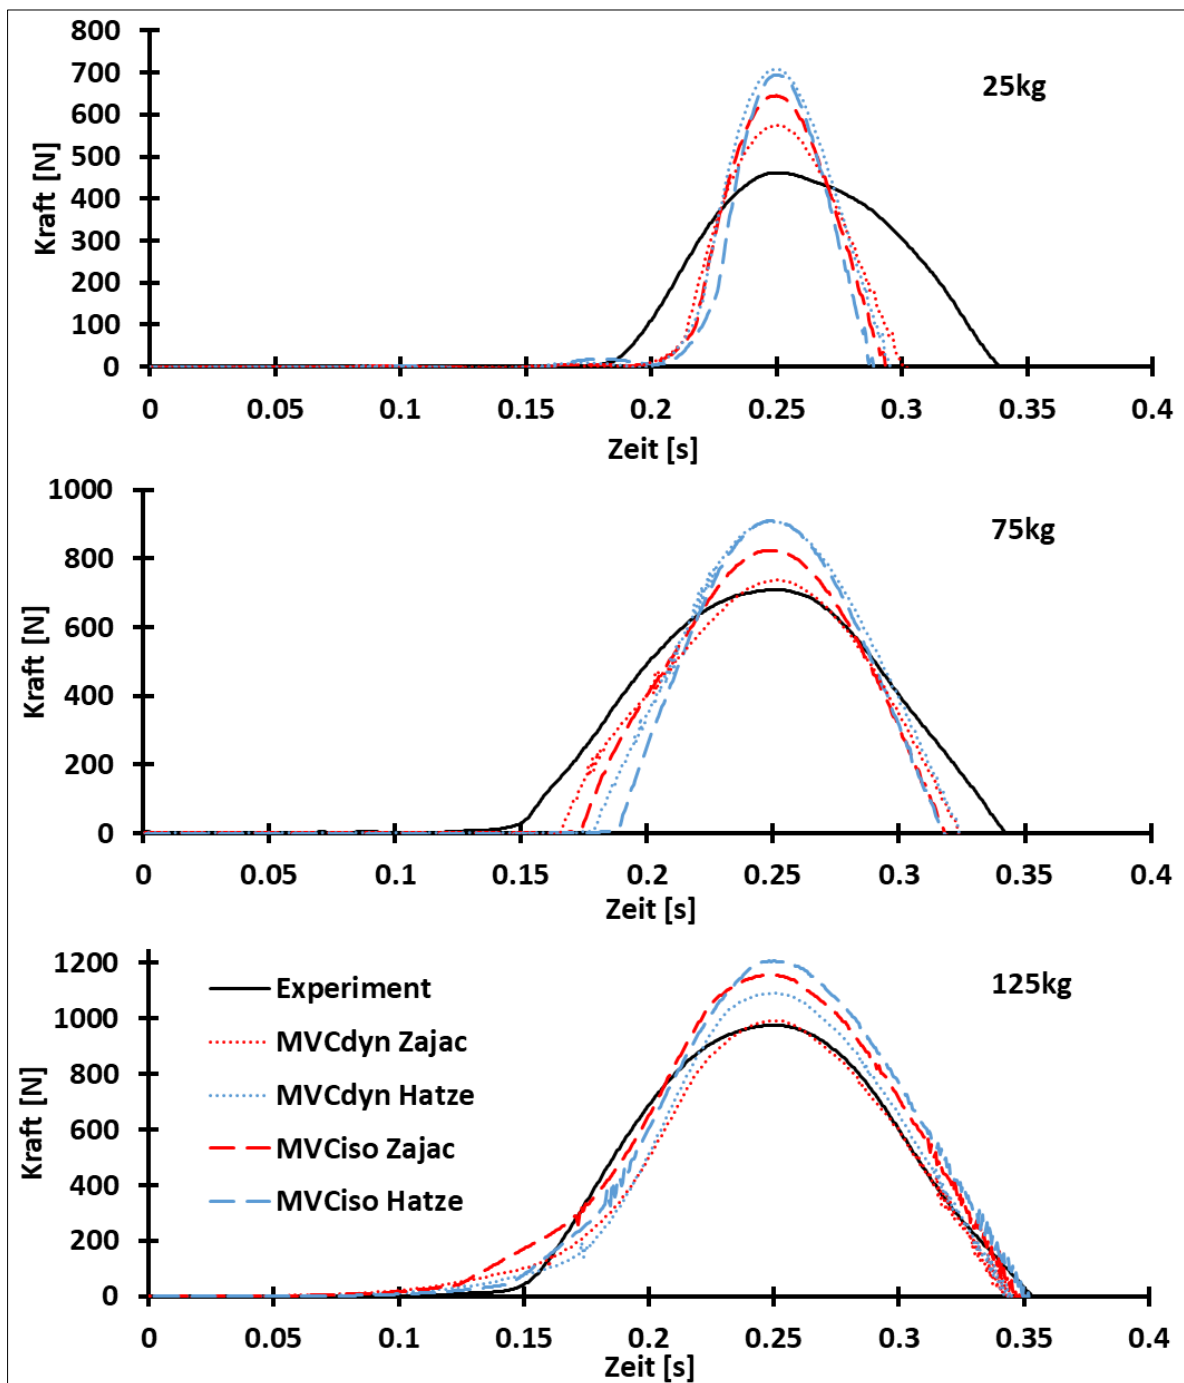 800
700
600
500
400
300
200
100
0
Kraft [N]
25kg
0 0.05 0.1 0.15 0.2 0.25 0.3 0.35 0.4
Zeit [s]
1000
800
600
400
200
0
Kraft [N]
75kg
0 0.05 0.1 0.15 0.2 0.25 0.3 0.35 0.4
Zeit [s]
1200
1000
800
600
400
200
0
Kraft [N]
125kg
Experiment
MVCdyn Zajac
MVCdyn Hatze
MVCiso Zajac
MVCiso Hatze
0 0.05 0.1 0.15 0.2 0.25 0.3 0.35 0.4
Zeit [s]